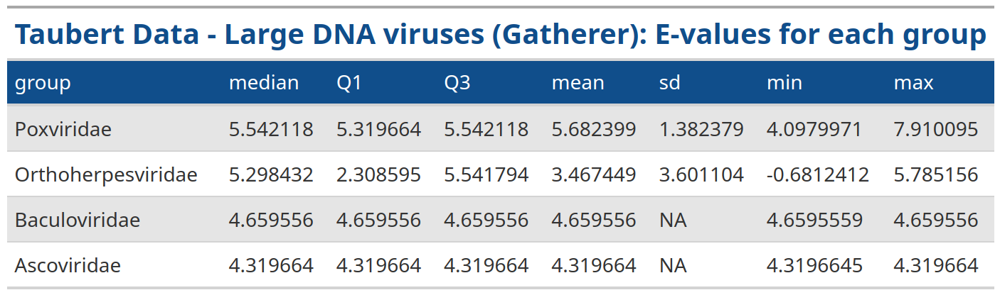 Taubert Data - Large DNA viruses (Gatherer): E-values for each group
group median Q1 Q3 mean sd min max
Poxviridae 5.542118 5.319664 5.542118 5.682399 1.382379 4.0979971 7.910095
Orthoherpesviridae 5.298432 2.308595 5.541794 3.467449 3.601104 -0.6812412 5.785156
Baculoviridae 4.659556 4.659556 4.659556 4.659556 NA 4.6595559 4.659556
Ascoviridae 4.319664 4.319664 4.319664 4.319664 NA 4.3196645 4.319664